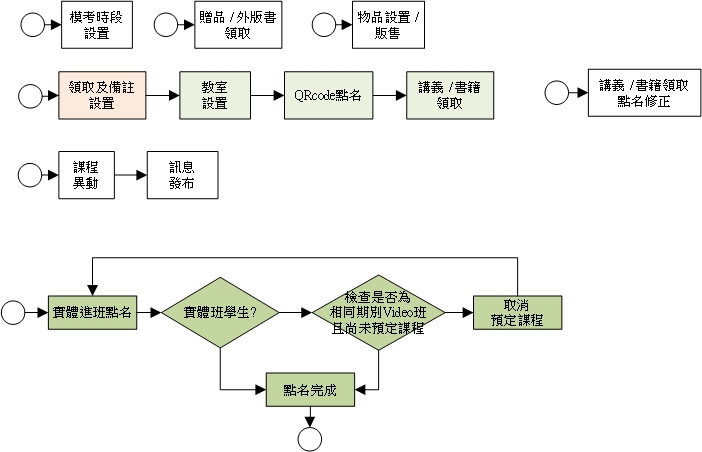 模考時段
設置
贈品 / 外版書
領取
物品設置 /
販售
領取及備註
設置
教室
設置
QRcode點名
講義 / 書籍
領取
講義 / 書籍領取
點名修正
課程
異動
訊息
發布
實體進班點名
實體班學生?
檢查是否為
相同期別Video班
且尚未預定課程
取消
預定課程
點名完成